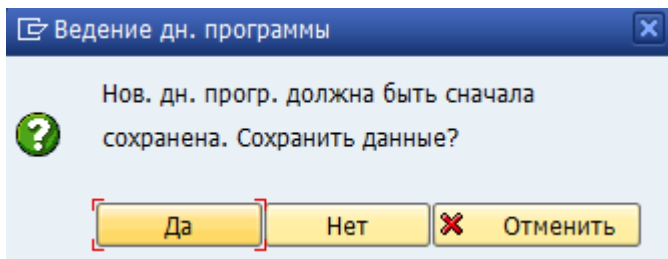 Ведение дн. программы
Нов. дн. прогр. должна быть сначала
сохранена. Сохранить данные?
Да Нет Отменить